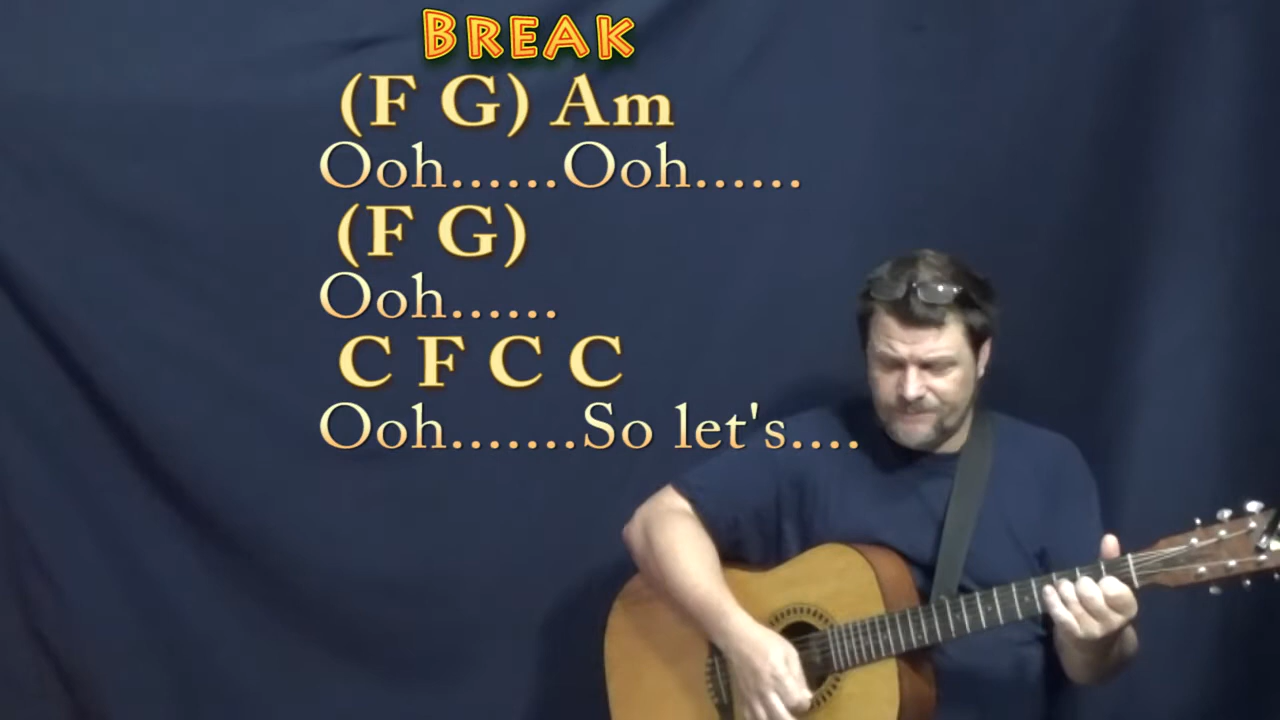 BREAK
(F G) Am
Ooh......Ooh......
(F G)
Ooh......
C F C C
Ooh.......So let's....